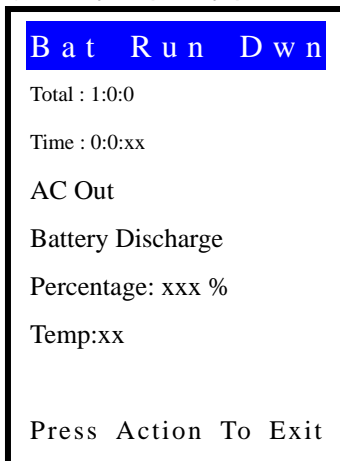 Bat Run Dwn
Total : 1:0:0
Time : 0:0:xx
AC Out
Battery Discharge
Percentage: xxx %
Temp:xx
Press Action To Exit